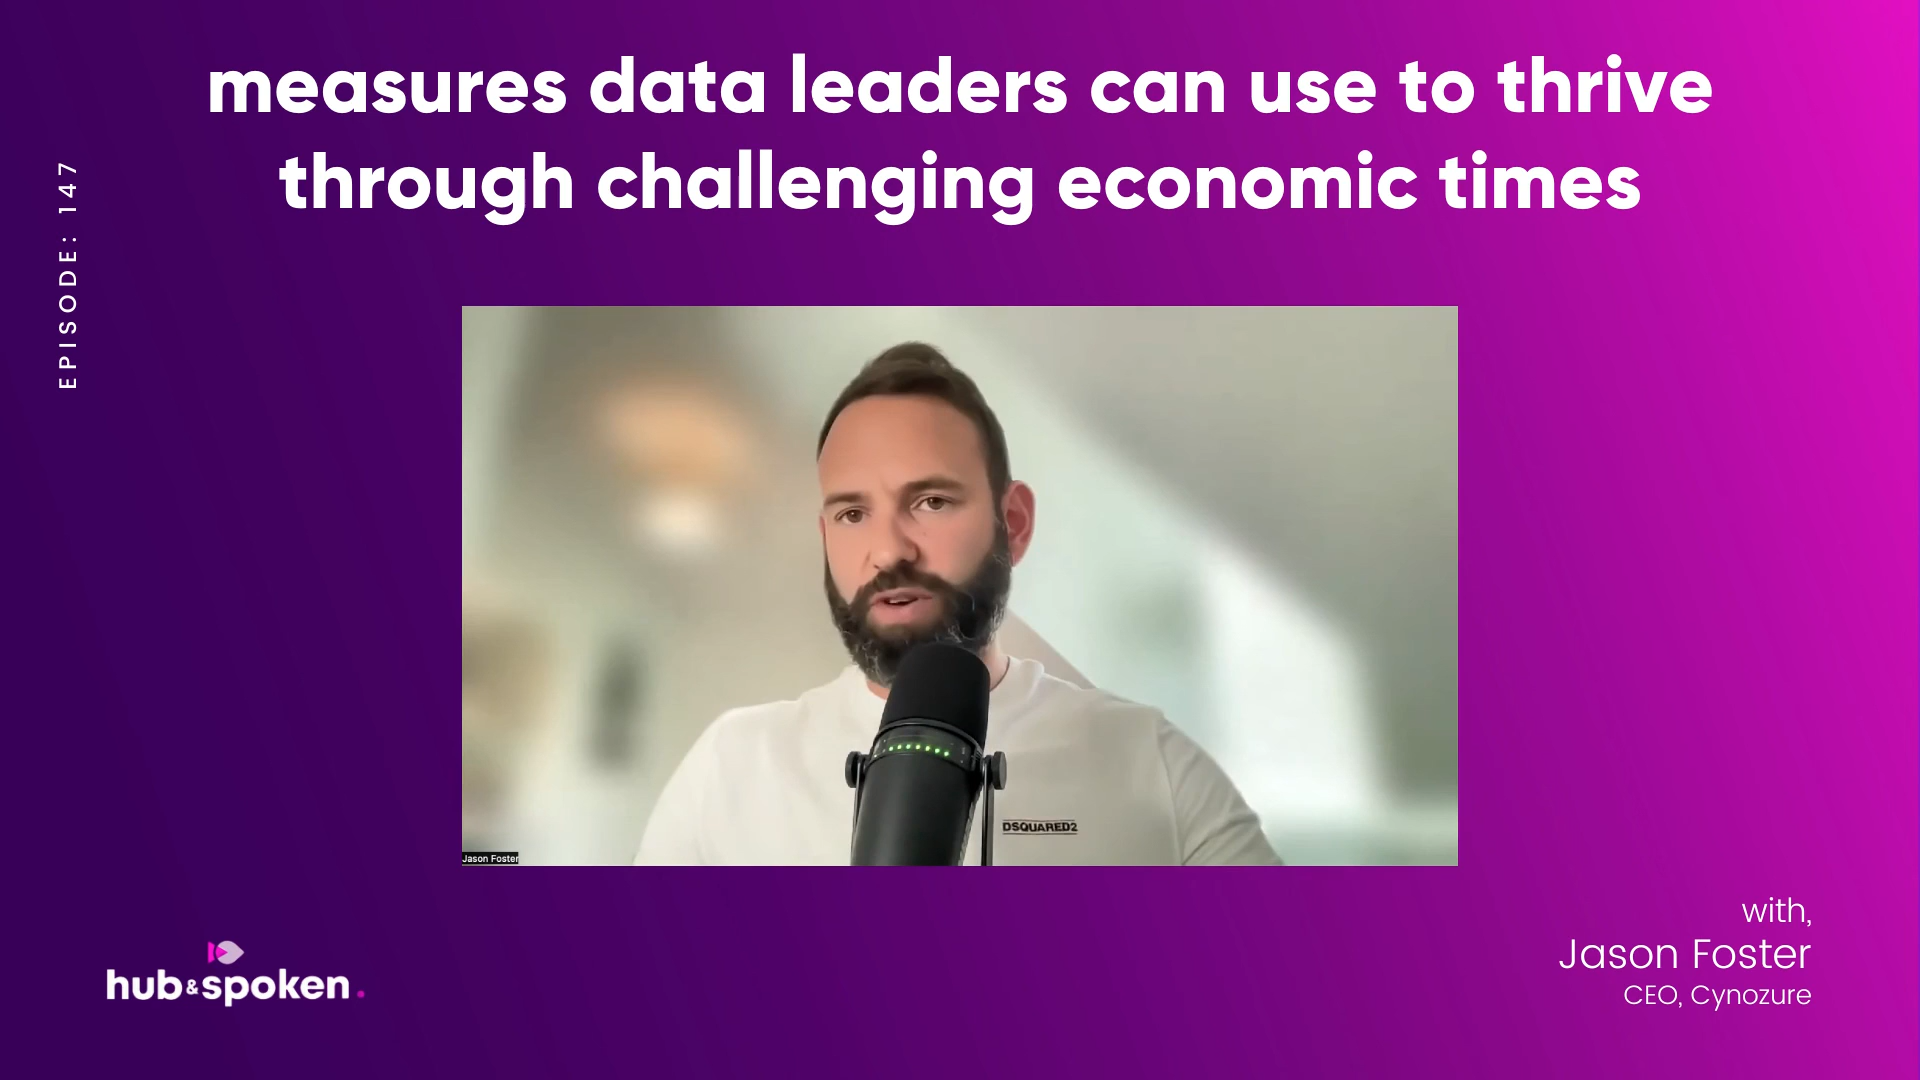 measures data leaders can use to thrive
through challenging economic times
EPISODE: 147
DSQUARED2
Jason Foster
hub&spoken.
with,
Jason Foster
CEO, Cynozure